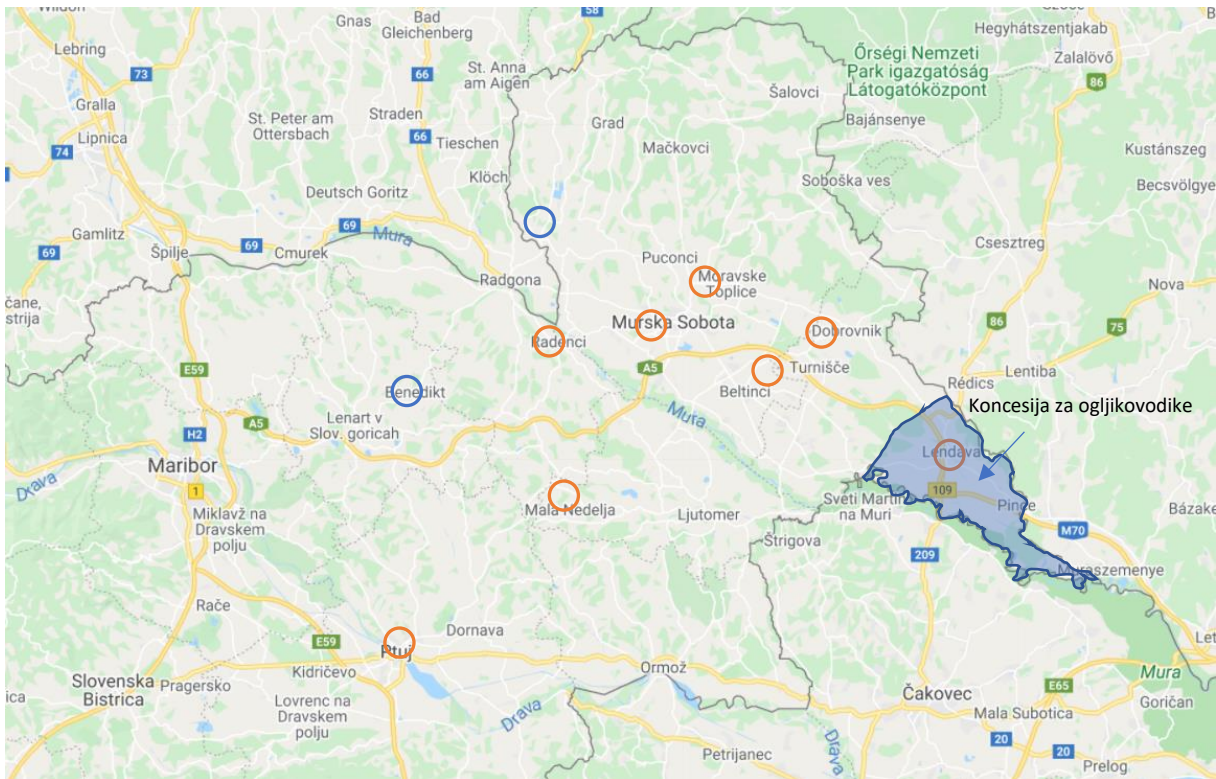 Wildon
Gnas
Bad
Gleichenberg
58
Hegyhátszentjakab
Lebring
73
66
St. Anna
am Aigen
Őrségi Nemzeti
Park igazgatóság
Látogatóközpont
Zalalövő
86
Gralla
Šalovci
Lipnica
St. Peter am
Ottersbach
Straden
66
Grad
Bajánsenye
74
Tieschen
Mačkovci
Kustánszeg
Klöch
Soboška ves
Becsvölgye
Deutsch Goritz
69
Gamlitz
69
Mura
Csesztreg
69
Špilje
Cmurek
Puconci
Radgona
Moravske
Toplice
Nova
Murska Sobota
Dobrovnik
86
75
Radenci
E59
A5
Turnišče
Lentiba
Benedikt
Beltinci
Rédics
Koncesija za ogljikovodike
Lenart v
Slov. goricah
A5
Mura
H2
Lendava
Maribor
1
Drava
109
Sveti Martin
na Muri
Pince
Miklavž na
Dravskem
polju
Mala Nedelja
Ljutomer
Bázake
M70
Štrigova
209
Muraszemenye
Rače
Dornava
E59
Ptuj
Let
Kidričevo
Ormož
Mura
Slovenska
Bistrica
Pragersko
Čakovec
E65
Goričan
Lovrenc na
Dravskem
polju
Drava
Mala Subotica
Drava
20
20
Petrijanec
Prelog